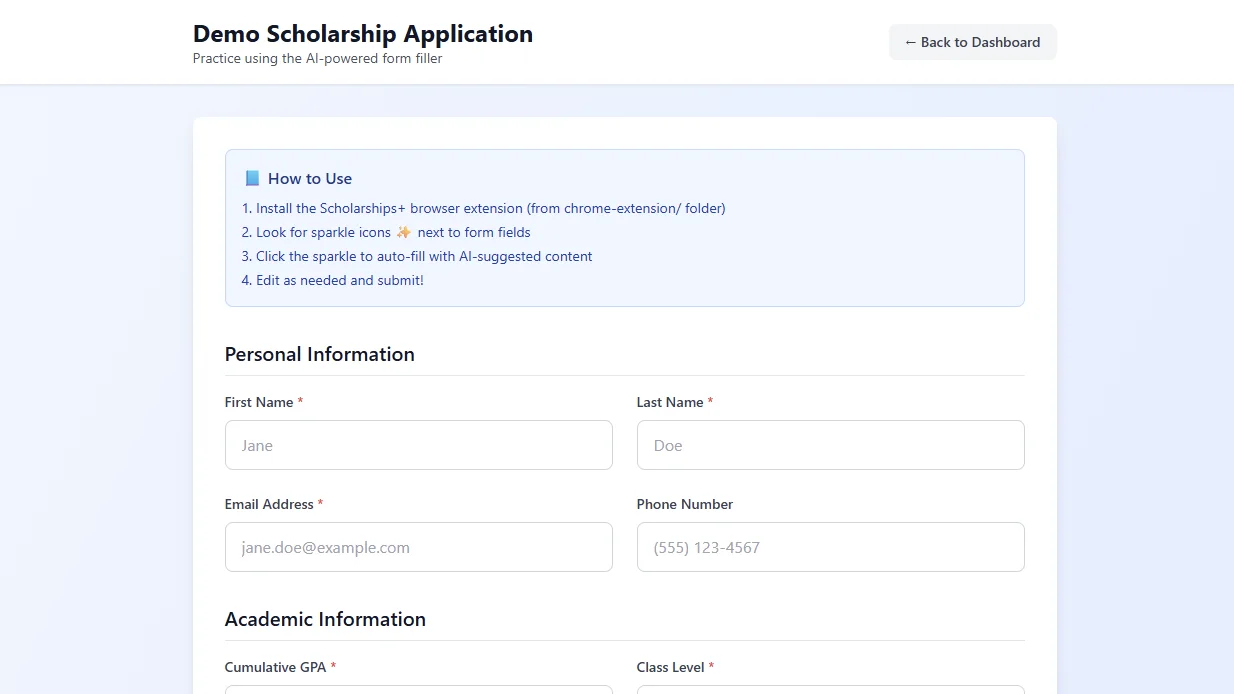 Demo Scholarship Application
Practice using the AI-powered form filler
← Back to Dashboard
📘 How to Use
1. Install the Scholarships+ browser extension (from chrome-extension/ folder)
2. Look for sparkle icons ✨ next to form fields
3. Click the sparkle to auto-fill with AI-suggested content
4. Edit as needed and submit!
Personal Information
First Name *
Last Name *
Jane
Doe
Email Address *
Phone Number
jane.doe@example.com
(555) 123-4567
Academic Information
Cumulative GPA *
Class Level *